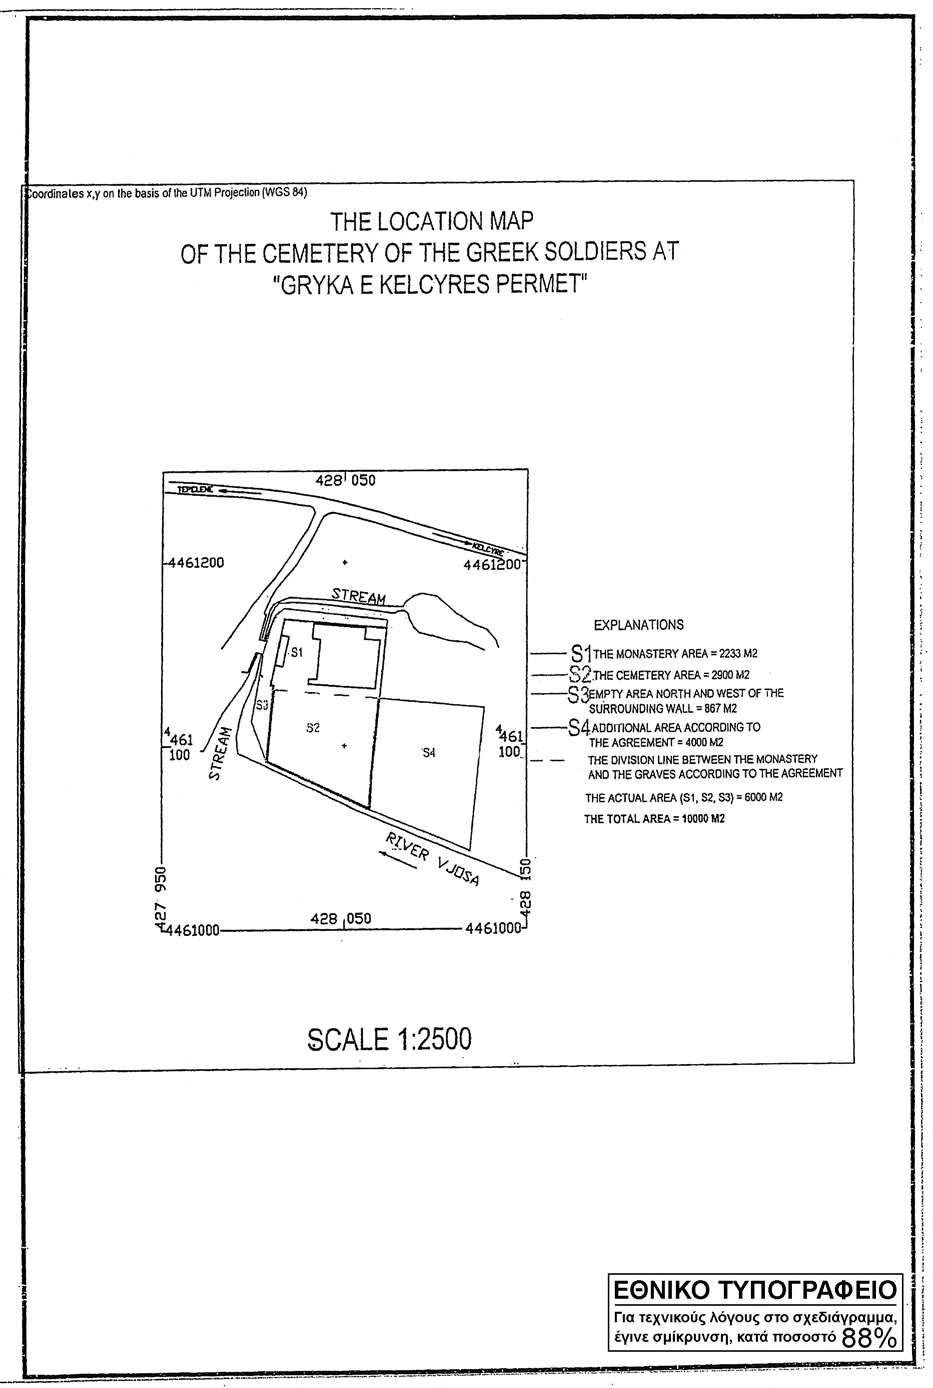 Coordinates x,y on the basis of the UTM Projection (WGS 84)
THE LOCATION MAP
OF THE CEMETERY OF THE GREEK SOLDIERS AT
"GRYKA E KELCYRES PERMET"
428 050
TEPELENE
KELCYRE
4461200
4461200
STREAM
S1
S3
S2
S4
4461
100
4461
100
STREAM
RIVER VJOSA
427 950
428 150
428 050
4461000
4461000
EXPLANATIONS
S1 THE MONASTERY AREA = 2233 M2
S2 THE CEMETERY AREA = 2900 M2
S3 EMPTY AREA NORTH AND WEST OF THE
SURROUNDING WALL = 867 M2
S4 ADDITIONAL AREA ACCORDING TO
THE AGREEMENT = 4000 M2
THE DIVISION LINE BETWEEN THE MONASTERY
AND THE GRAVES ACCORDING TO THE AGREEMENT
THE ACTUAL AREA (S1, S2, S3) = 6000 M2
THE TOTAL AREA = 10000 M2
SCALE 1:2500
ΕΘΝΙΚΟ ΤΥΠΟΓΡΑΦΕΙΟ
Για τεχνικούς λόγους στο σχεδιάγραμμα,
έγινε σμίκρυνση, κατά ποσοστό 88%